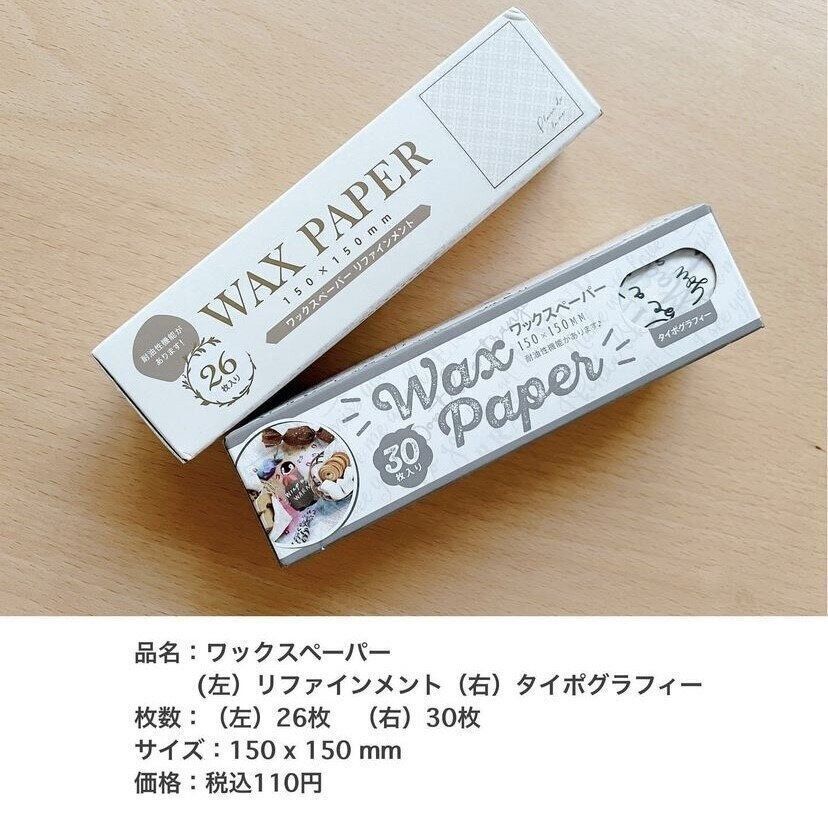 WAX PAPER
150×150mm
ワックスペーパー リファインメント
耐油性機能が
あります!
26
枚入り
Wax
Paper
ワックスペーパー
150×150MM
耐油性機能があります♪
30
枚入り
you
タイポグラフィー
品名：ワックスペーパー
(左）リファインメント（右）タイポグラフィー
枚数：（左）26枚　（右）30枚
サイズ：150 x 150 mm
価格：税込110円